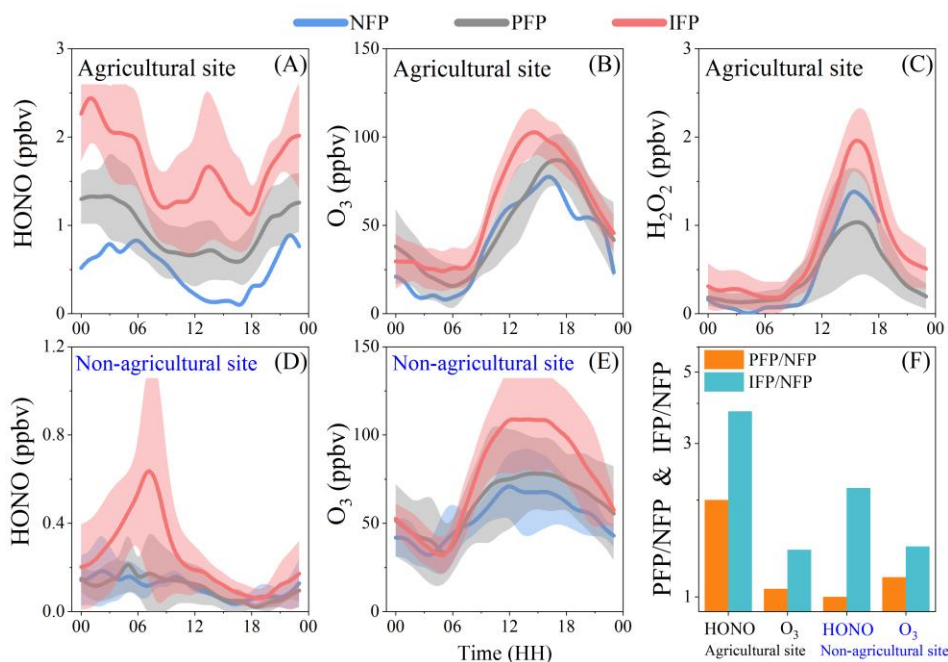 NFP PFP IFP
Agricultural site (A)
HONO (ppbv)
3
2
1
0
00 06 12 18 00
Agricultural site (B)
O₃ (ppbv)
150
100
50
0
00 06 12 18 00
Agricultural site (C)
H₂O₂ (ppbv)
3
2
1
0
00 06 12 18 00
Non-agricultural site (D)
HONO (ppbv)
1.2
0.8
0.4
0.0
00 06 12 18 00
Non-agricultural site (E)
O₃ (ppbv)
150
100
50
0
00 06 12 18 00
Time (HH)
PFP/NFP (F)
IFP/NFP
PFP/NFP & IFP/NFP
5
3
1
HONO O₃ HONO O₃
Agricultural site Non-agricultural site